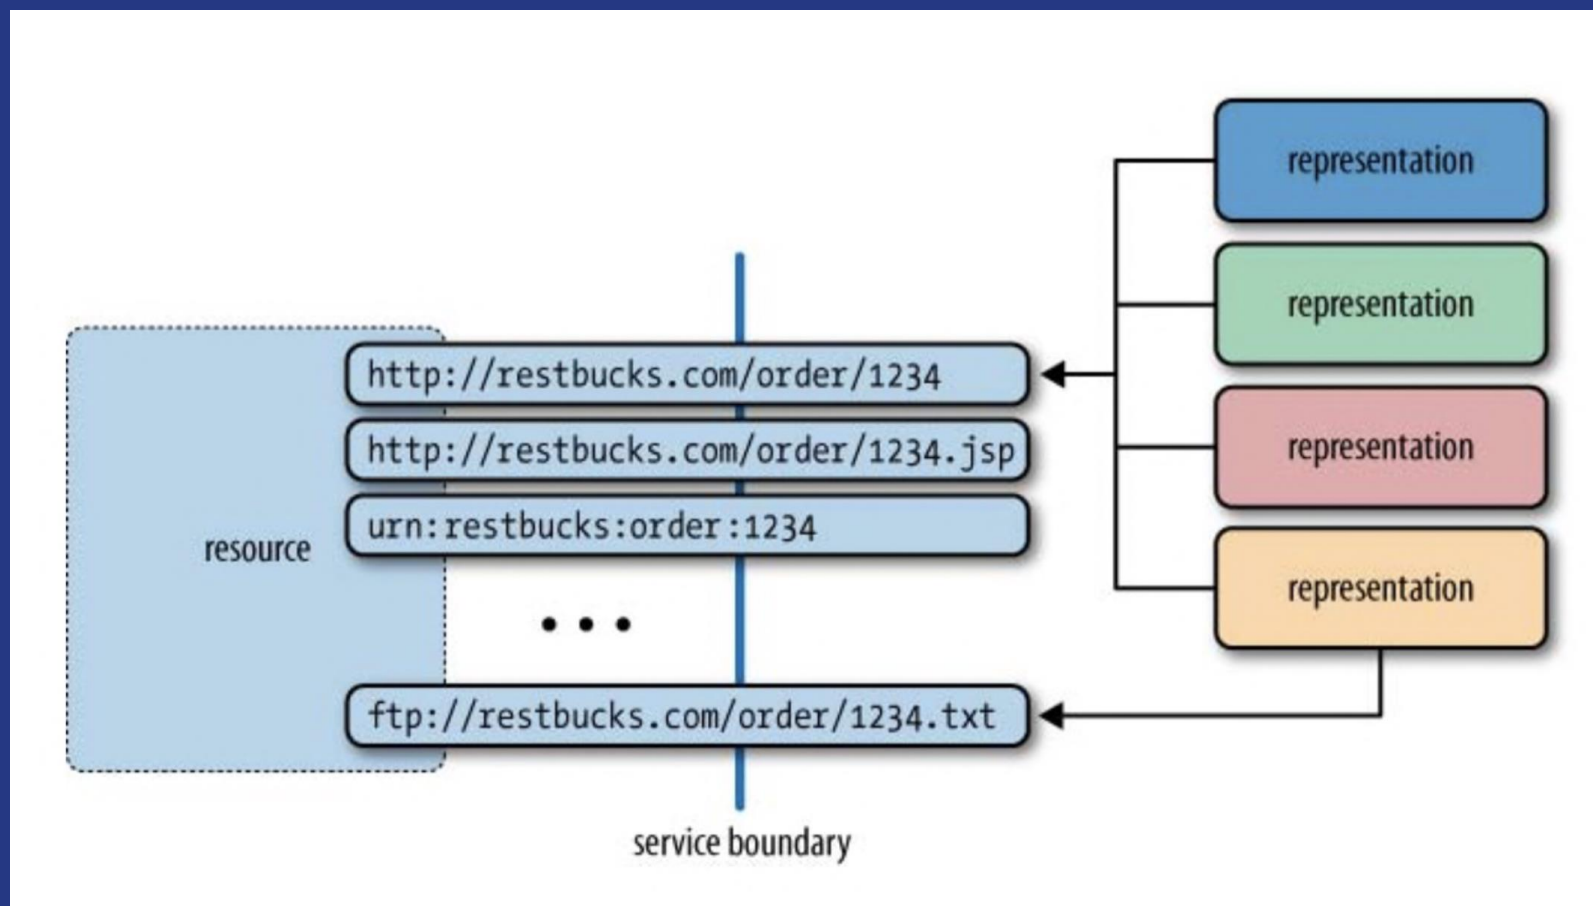 representation
representation
http://restbucks.com/order/1234
http://restbucks.com/order/1234.jsp
representation
urn:restbucks:order:1234
resource
representation
ftp://restbucks.com/order/1234.txt
service boundary